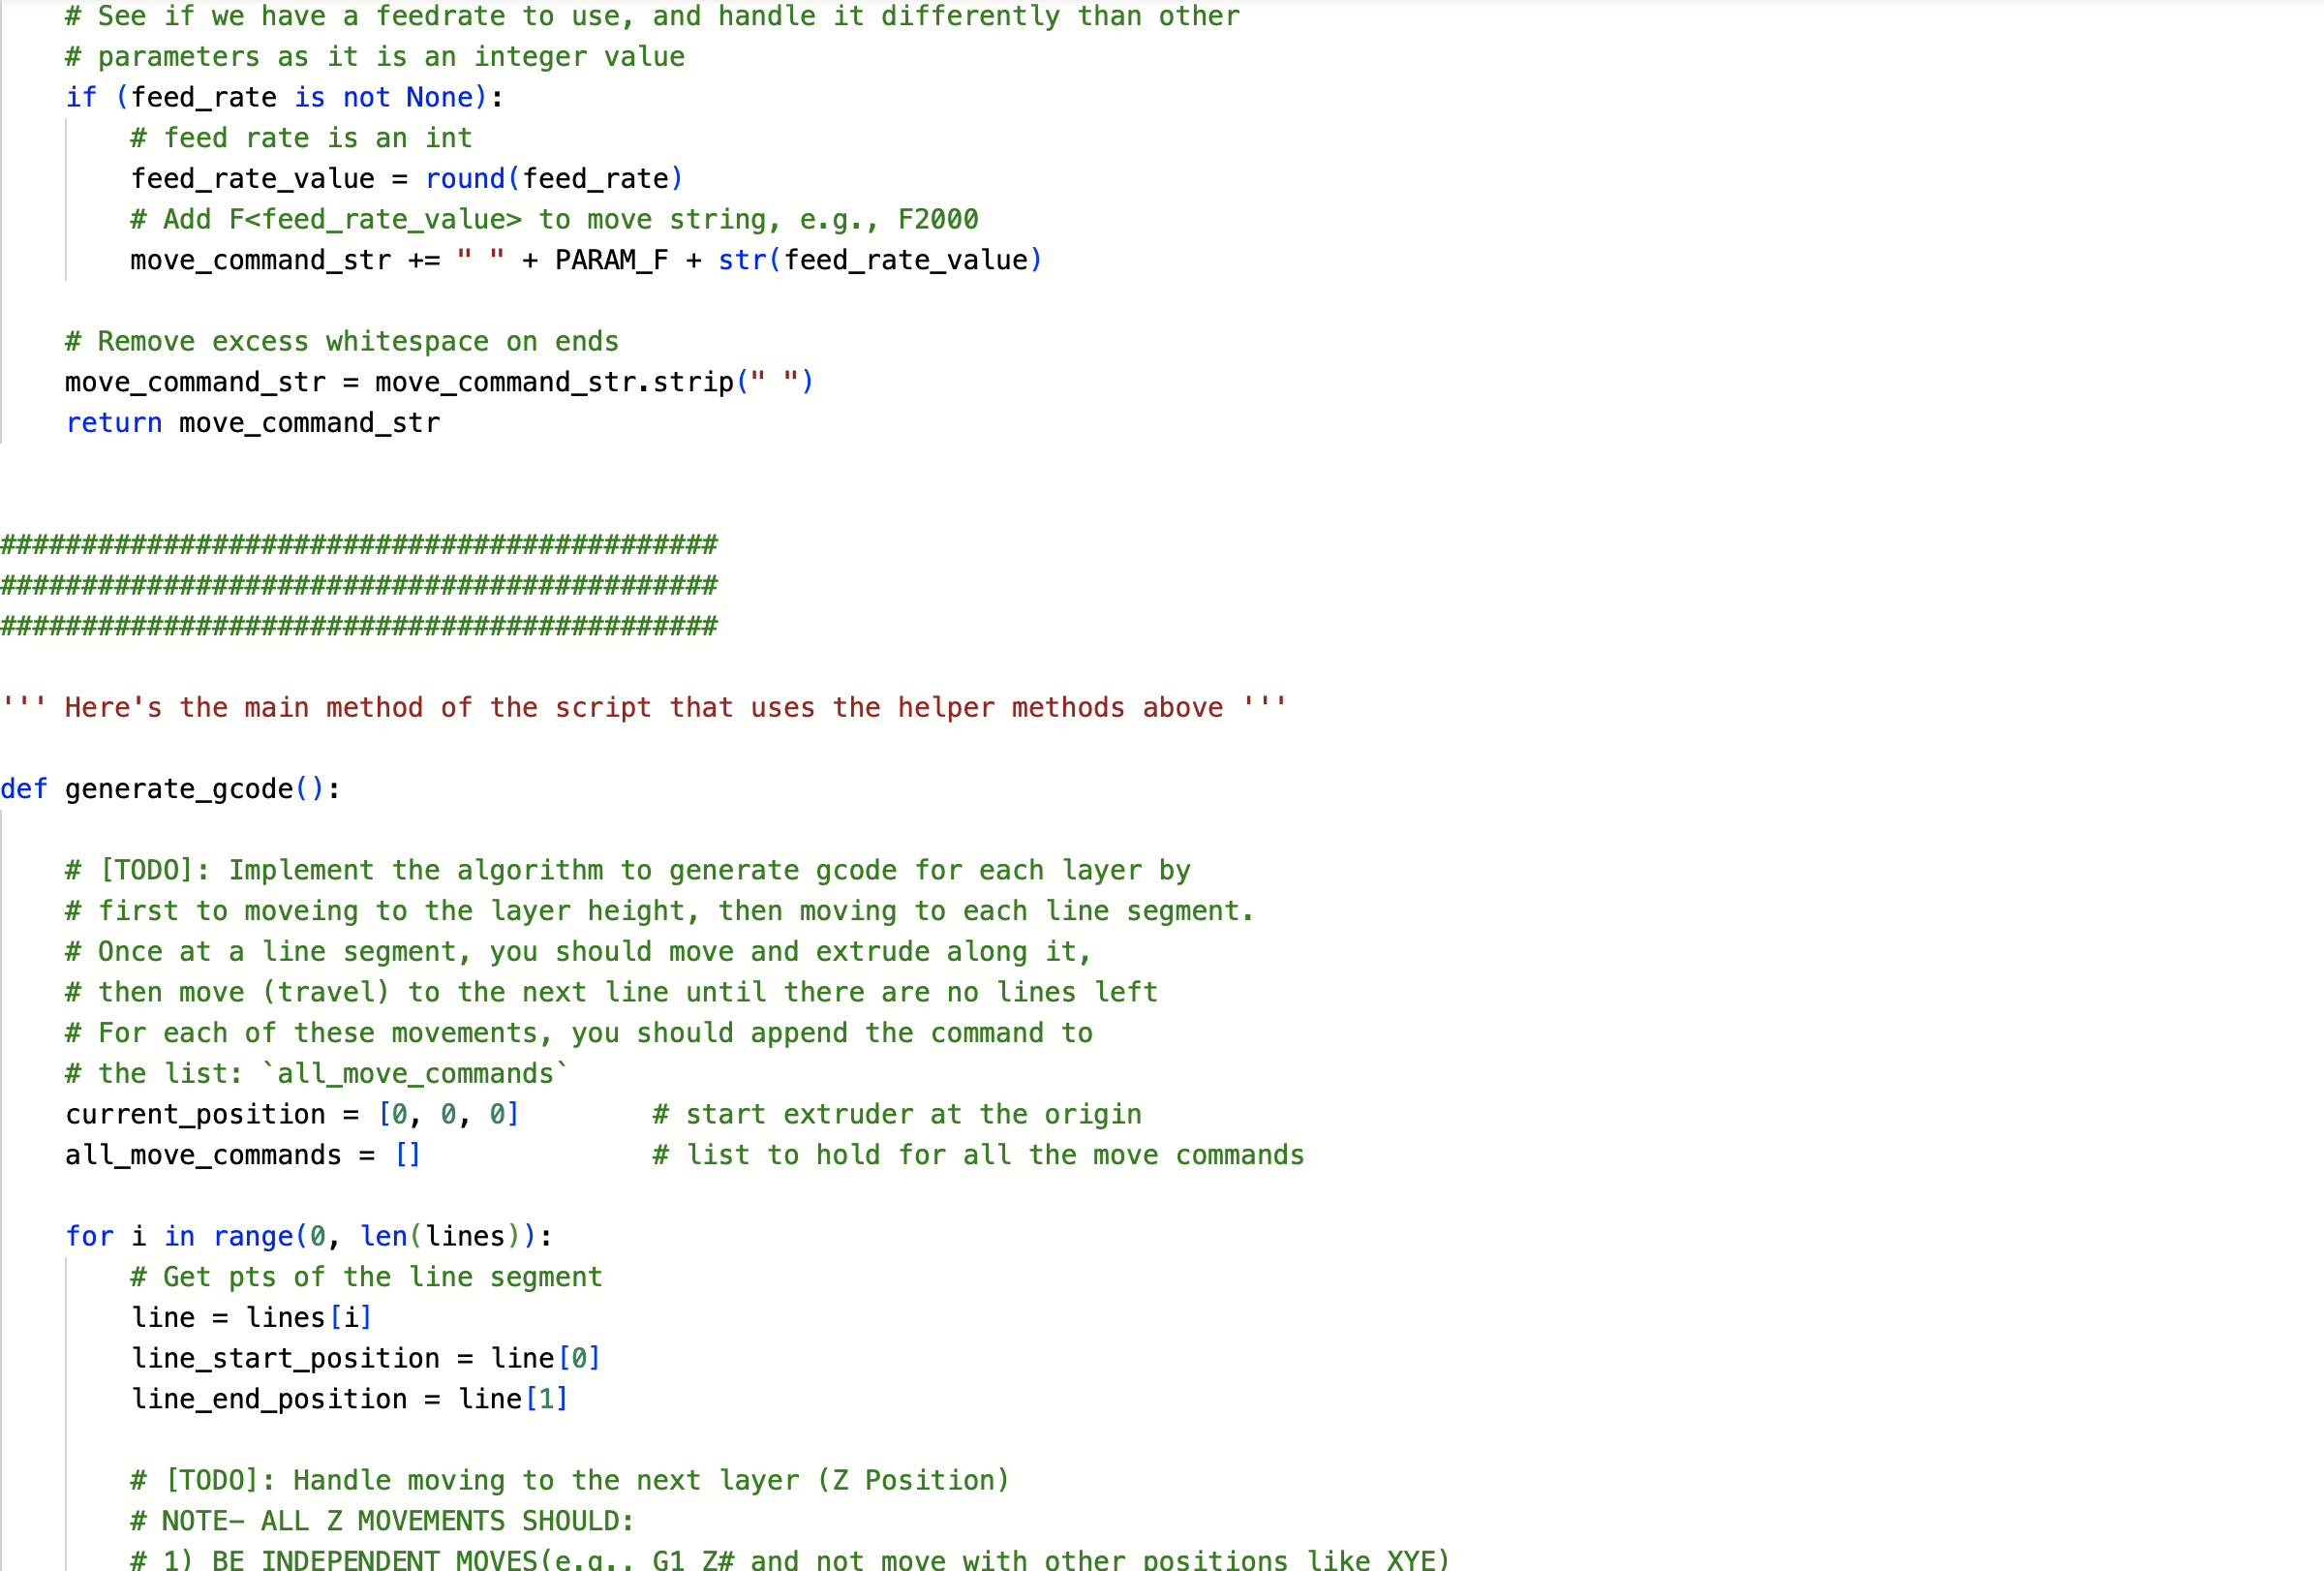 # See if we have a feedrate to use, and handle it differently than other
# parameters as it is an integer value
if (feed_rate is not None):
# feed rate is an int
feed_rate_value = round(feed_rate)
# Add F<feed_rate_value> to move string, e.g., F2000
move_command_str += " " + PARAM_F + str(feed_rate_value)
# Remove excess whitespace on ends
move_command_str = move_command_str.strip(" ")
return move_command_str
############################################
############################################
############################################
''' Here's the main method of the script that uses the helper methods above '''
def generate_gcode():
# [TODO]: Implement the algorithm to generate gcode for each layer by
# first to moveing to the layer height, then moving to each line segment.
# Once at a line segment, you should move and extrude along it,
# then move (travel) to the next line until there are no lines left
# For each of these movements, you should append the command to
# the list: `all_move_commands`
current_position = [0, 0, 0]        # start extruder at the origin
all_move_commands = []              # list to hold for all the move commands
for i in range(0, len(lines)):
# Get pts of the line segment
line = lines[i]
line_start_position = line[0]
line_end_position = line[1]
# [TODO]: Handle moving to the next layer (Z Position)
# NOTE- ALL Z MOVEMENTS SHOULD:
# 1) BE INDEPENDENT MOVES(e.g., G1 Z# and not move with other positions like XYE)